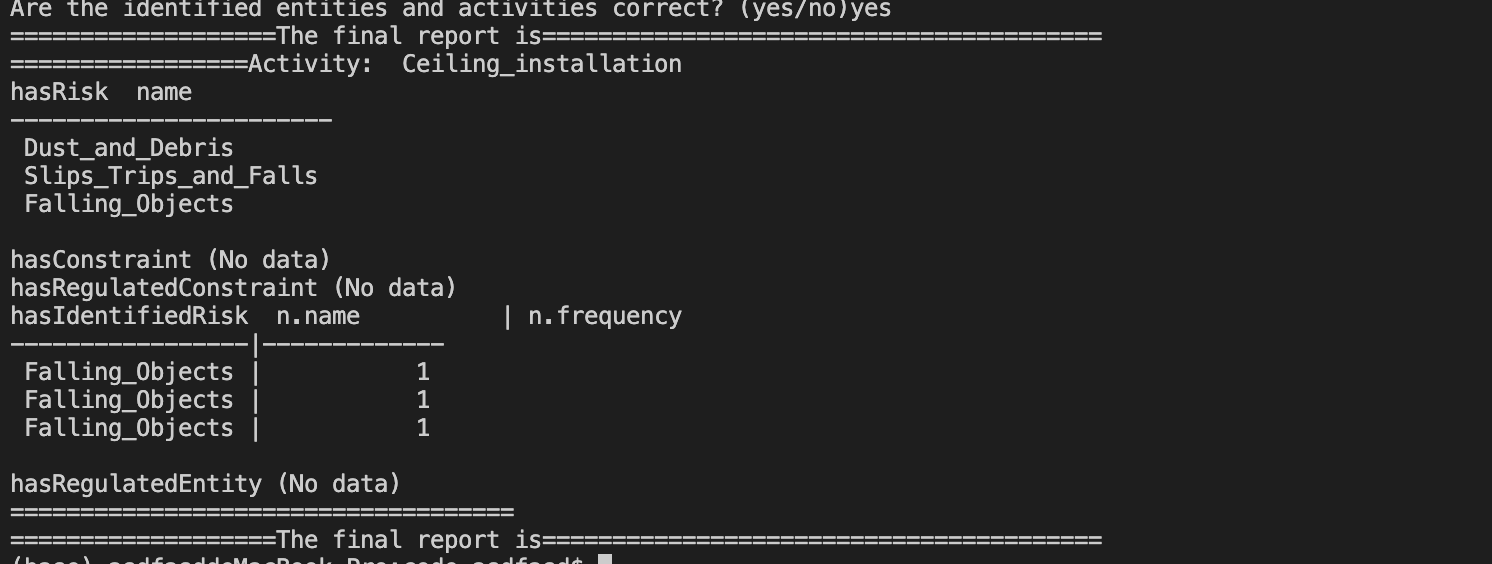 Are the identified entities and activities correct? (yes/no)yes
===================The final report is========================================
=================Activity:  Ceiling_installation
hasRisk  name
-----------------------
 Dust_and_Debris
 Slips_Trips_and_Falls
 Falling_Objects
hasConstraint (No data)
hasRegulatedConstraint (No data)
hasIdentifiedRisk  n.name          | n.frequency
-----------------|-------------
 Falling_Objects |           1
 Falling_Objects |           1
 Falling_Objects |           1
hasRegulatedEntity (No data)
====================================
===================The final report is========================================